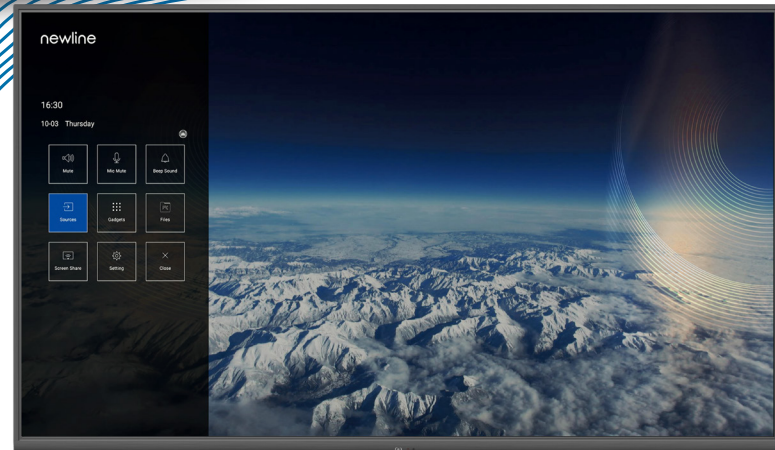 newline
16:30
10-03 Thursday
Mute
Mic Mute
Beep Sound
Sources
Gadgets
Files
Screen Share
Setting
Close